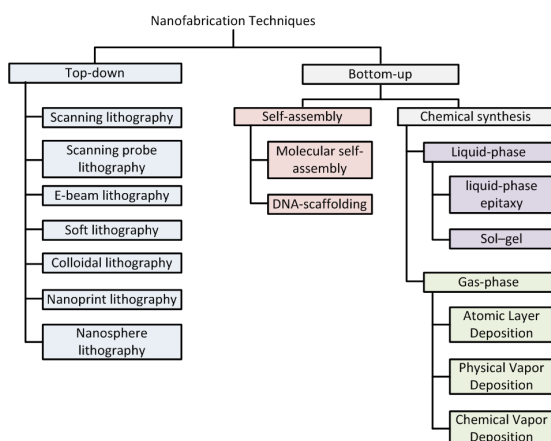 Nanofabrication Techniques
Top-down
Scanning lithography
Scanning probe
lithography
E-beam lithography
Soft lithography
Colloidal lithography
Nanoprint lithography
Nanosphere
lithography
Bottom-up
Self-assembly
Molecular self-
assembly
DNA-scaffolding
Chemical synthesis
Liquid-phase
liquid-phase
epitaxy
Sol–gel
Gas-phase
Atomic Layer
Deposition
Physical Vapor
Deposition
Chemical Vapor
Deposition